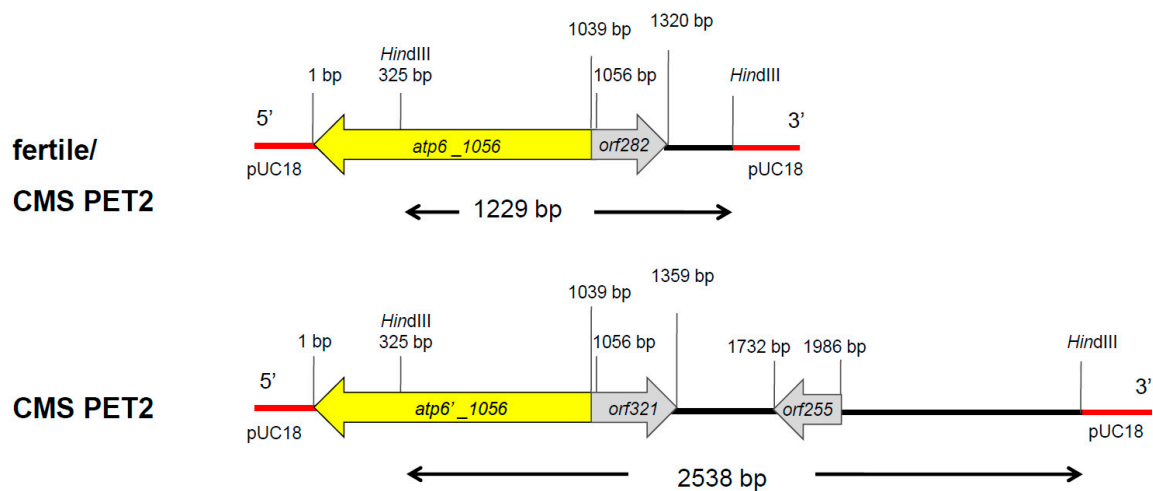 1039 bp
1320 bp
HindIII
325 bp
1 bp
1056 bp
HindIII
5’
3’
fertile/
CMS PET2
atp6_1056
orf282
pUC18
pUC18
1229 bp
1359 bp
1039 bp
HindIII
325 bp
1 bp
1056 bp
1732 bp
1986 bp
HindIII
5’
3’
CMS PET2
atp6’_1056
orf321
orf255
pUC18
pUC18
2538 bp